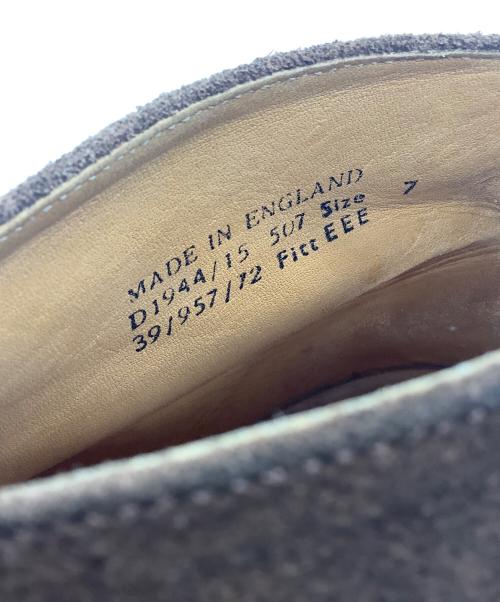 MADE IN ENGLAND
D1944/15 507 Size 7
39/957/72 Fitt EEE